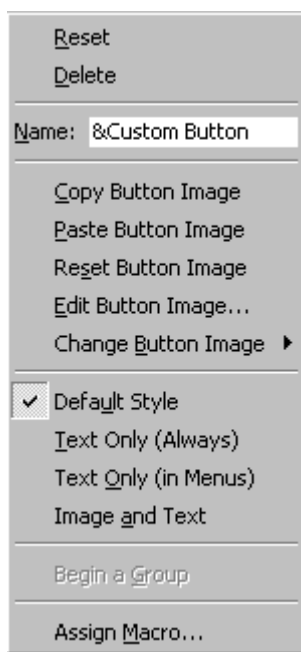 Reset
Delete
Name: &Custom Button
Copy Button Image
Paste Button Image
Reset Button Image
Edit Button Image...
Change Button Image
Default Style
Text Only (Always)
Text Only (in Menus)
Image and Text
Begin a Group
Assign Macro...